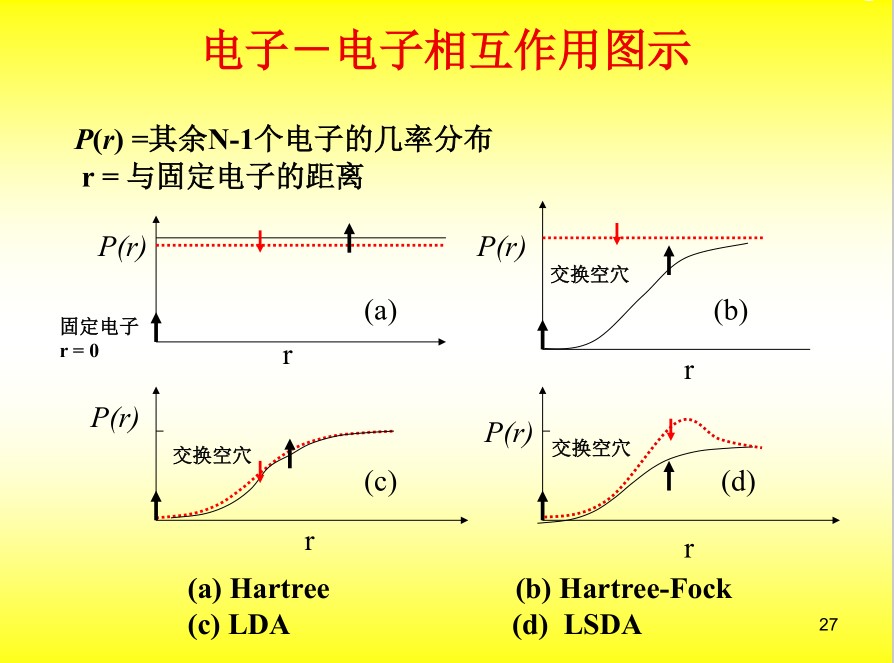 电子－电子相互作用图示
P(r) =其余N-1个电子的几率分布
r = 与固定电子的距离
P(r)
固定电子
r = 0
(a)
r
P(r)
交换空穴
(b)
r
P(r)
交换空穴
(c)
r
P(r)
交换空穴
(d)
r
(a) Hartree
(b) Hartree-Fock
(c) LDA
(d) LSDA
27